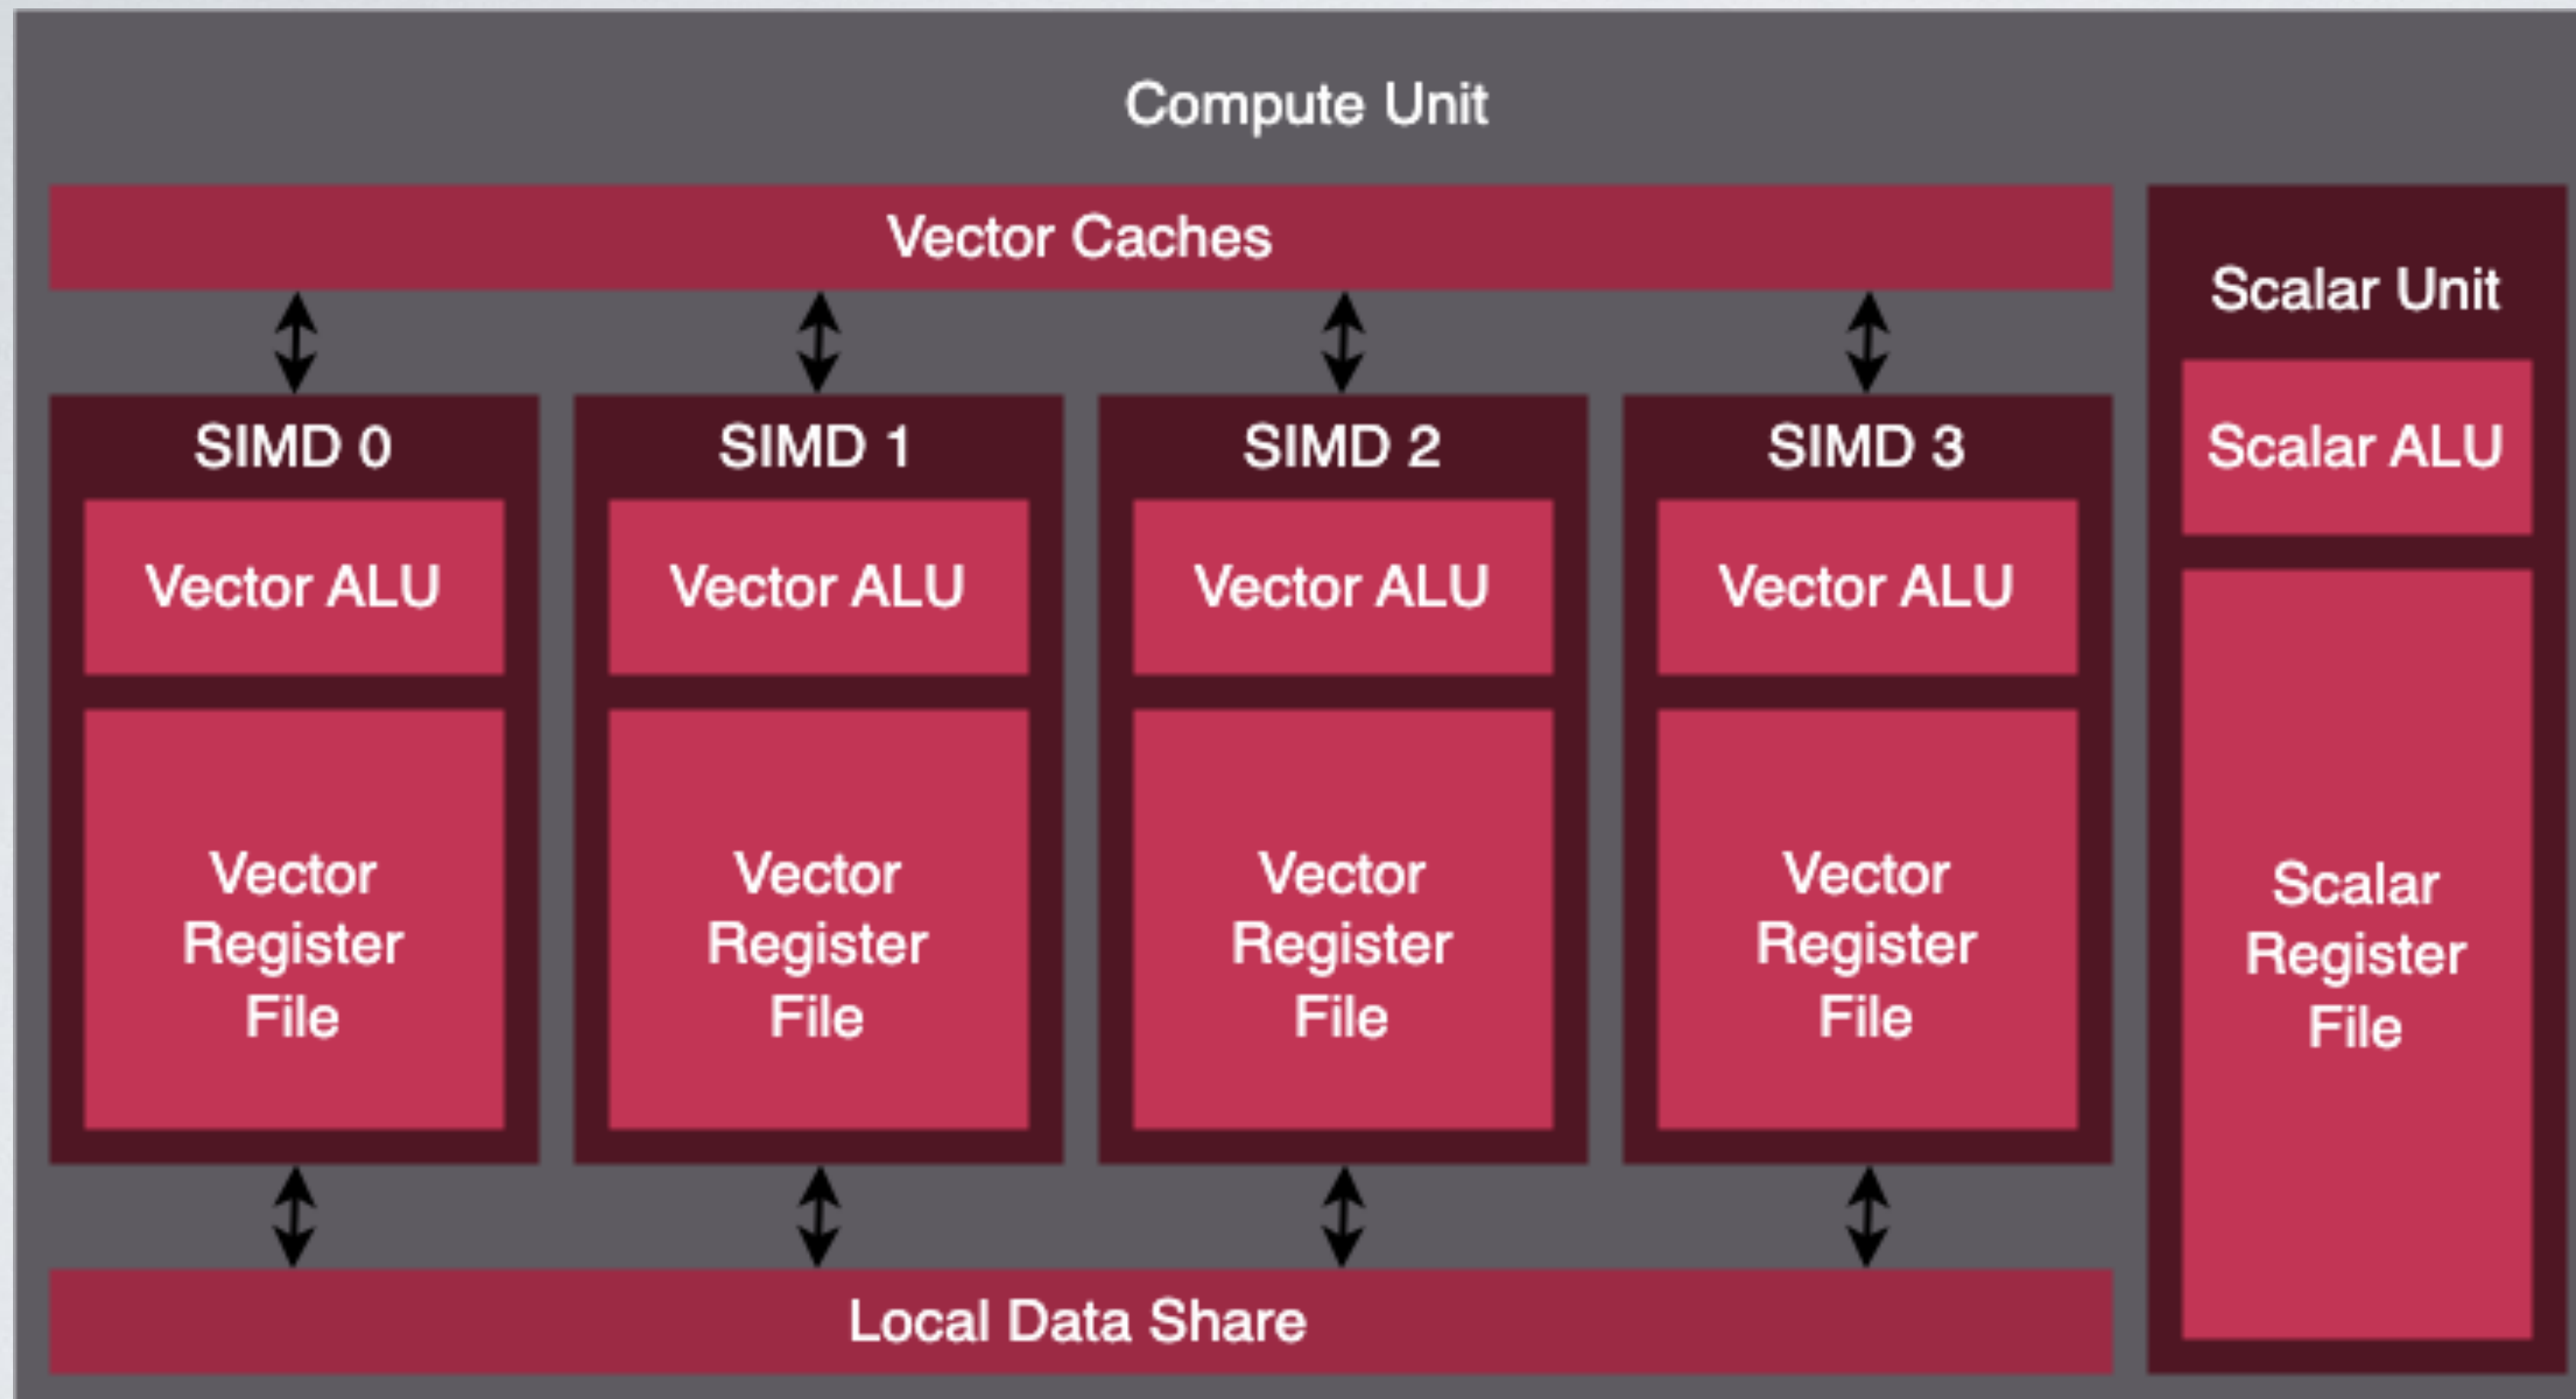 Compute Unit
Vector Caches
SIMD 0
Vector ALU
Vector
Register
File
SIMD 1
Vector ALU
Vector
Register
File
SIMD 2
Vector ALU
Vector
Register
File
SIMD 3
Vector ALU
Vector
Register
File
Local Data Share
Scalar Unit
Scalar ALU
Scalar
Register
File